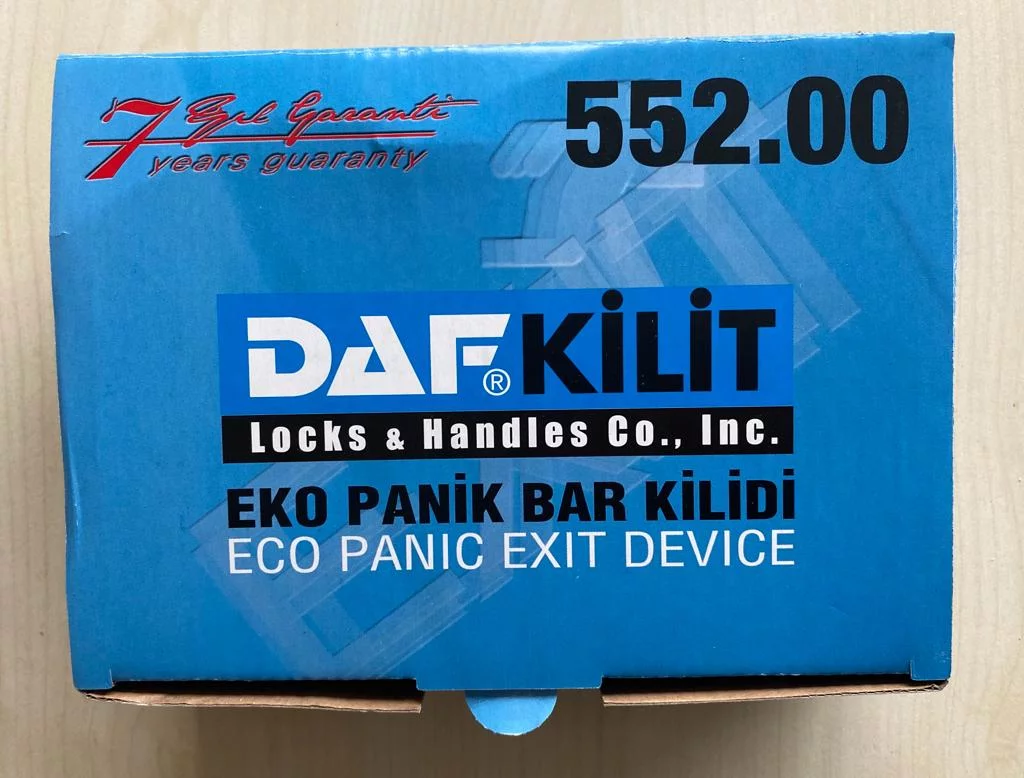 7 Yıl Garanti
years guaranty
552.00
DAF® KİLİT
Locks & Handles Co., Inc.
EKO PANİK BAR KİLİDİ
ECO PANIC EXIT DEVICE